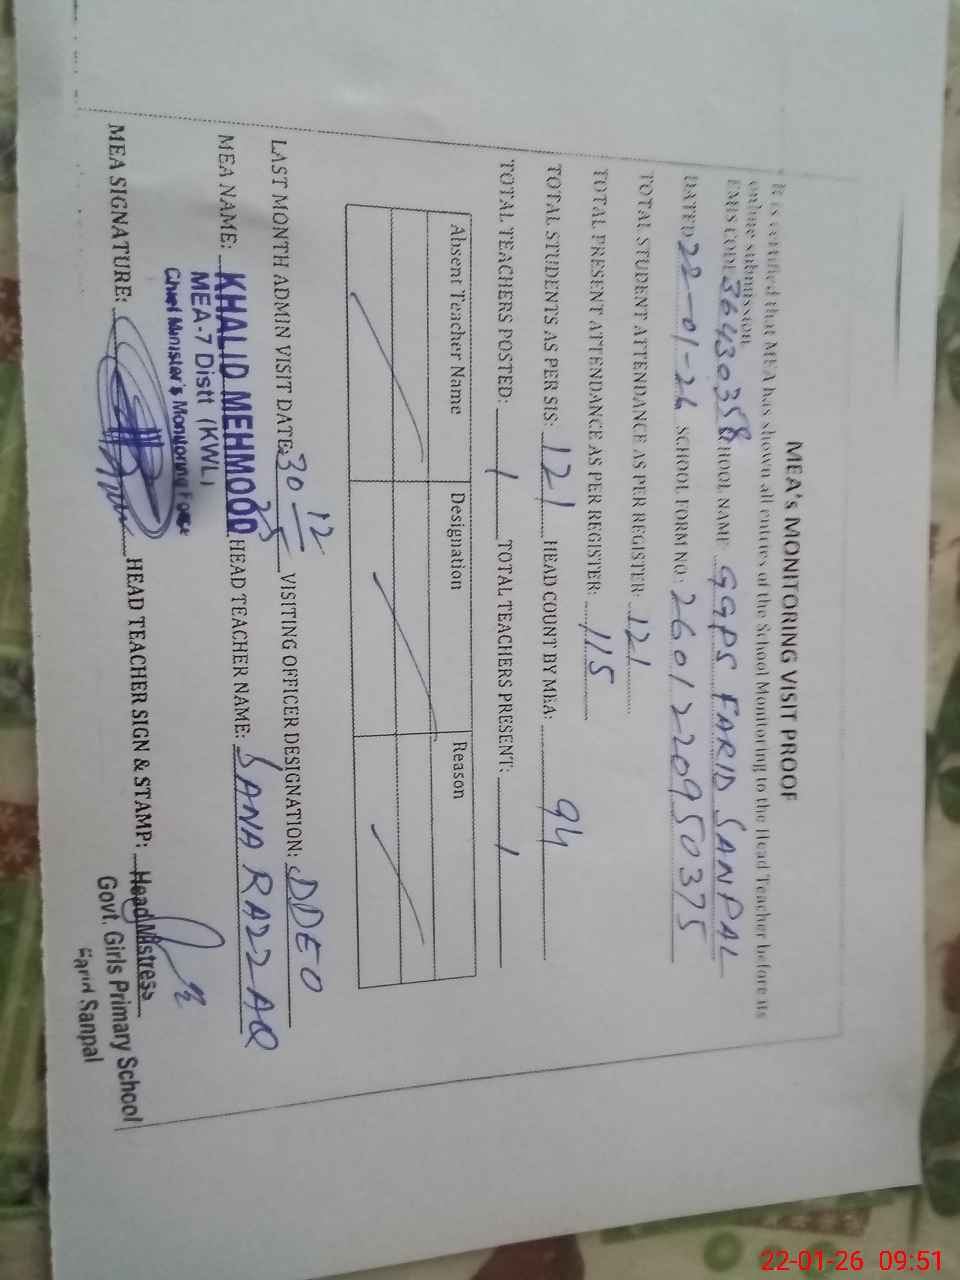 MEA's MONITORING VISIT PROOF
It is certified that MEA has shown all entries of the School Monitoring to the Head Teacher before its
online submission
EMIS CODE 36430358 SCHOOL NAME: GGPS FARID SANPAL
DATED 22-01-26 SCHOOL FORM NO.: 2601220950375
TOTAL STUDENT ATTENDANCE AS PER REGISTER: 121
TOTAL PRESENT ATTENDANCE AS PER REGISTER: 115
TOTAL STUDENTS AS PER SIS: 121 HEAD COUNT BY MEA: 94
TOTAL TEACHERS POSTED: 1 TOTAL TEACHERS PRESENT: 1
Absent Teacher Name Designation Reason
LAST MONTH ADMIN VISIT DATE: 30-12-25 VISITING OFFICER DESIGNATION: DDEO
MEA NAME: KHALID MEHMOOD HEAD TEACHER NAME: SANA RAZZAQ
MEA-7 Distt (KWL)
Chief Minister's Monitoring Force
MEA SIGNATURE: HEAD TEACHER SIGN & STAMP: Head Mistress
Govt. Girls Primary School
Farid Sanpal
22-01-26 09:51